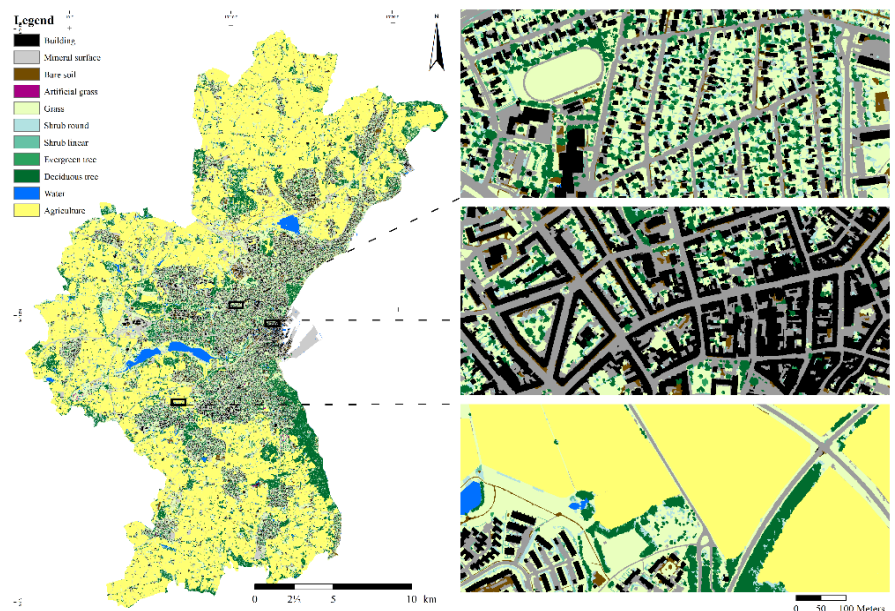 Legend
Building
Mineral surface
Bare soil
Artificial grass
Grass
Shrub round
Shrub linear
Evergreen tree
Deciduous tree
Water
Agriculture
N
0 2½ 5 10 km
0 50 100 Meters